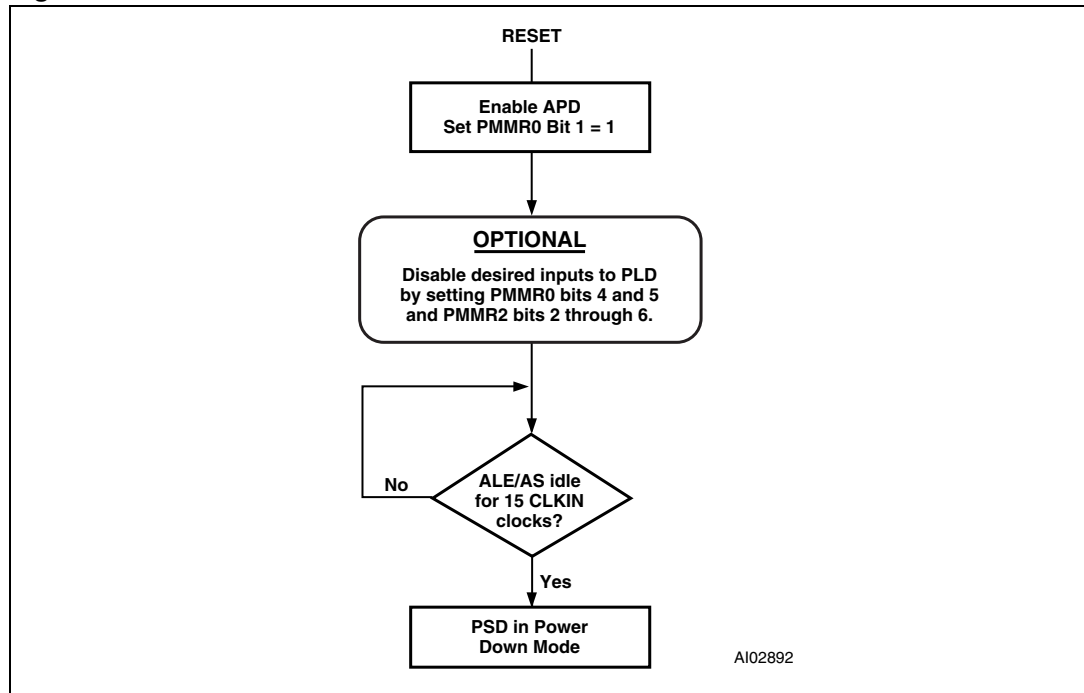 RESET
Enable APD
Set PMMR0 Bit 1 = 1
OPTIONAL
Disable desired inputs to PLD
by setting PMMR0 bits 4 and 5
and PMMR2 bits 2 through 6.
No
ALE/AS idle
for 15 CLKIN
clocks?
Yes
PSD in Power
Down Mode
AI02892